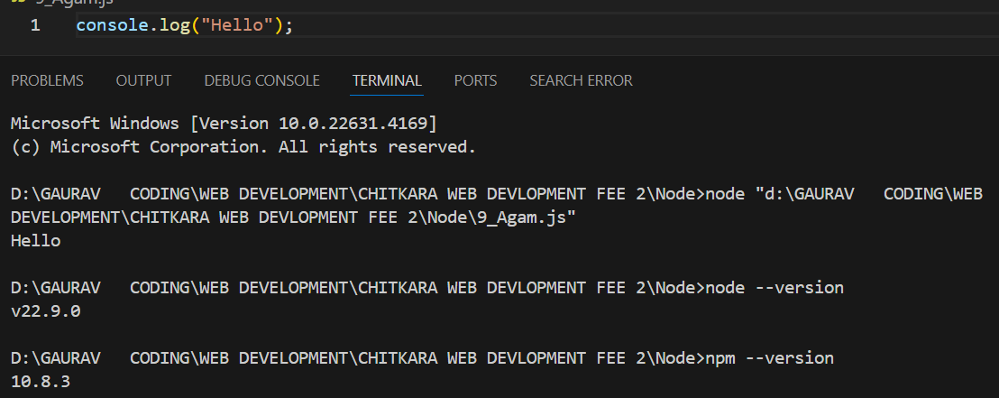 9_Agam.js
1 console.log("Hello");
PROBLEMS OUTPUT DEBUG CONSOLE TERMINAL PORTS SEARCH ERROR
Microsoft Windows [Version 10.0.22631.4169]
(c) Microsoft Corporation. All rights reserved.
D:\GAURAV   CODING\WEB DEVELOPMENT\CHITKARA WEB DEVLOPMENT FEE 2\Node>node "d:\GAURAV   CODING\WEB
DEVELOPMENT\CHITKARA WEB DEVLOPMENT FEE 2\Node\9_Agam.js"
Hello
D:\GAURAV   CODING\WEB DEVELOPMENT\CHITKARA WEB DEVLOPMENT FEE 2\Node>node --version
v22.9.0
D:\GAURAV   CODING\WEB DEVELOPMENT\CHITKARA WEB DEVLOPMENT FEE 2\Node>npm --version
10.8.3